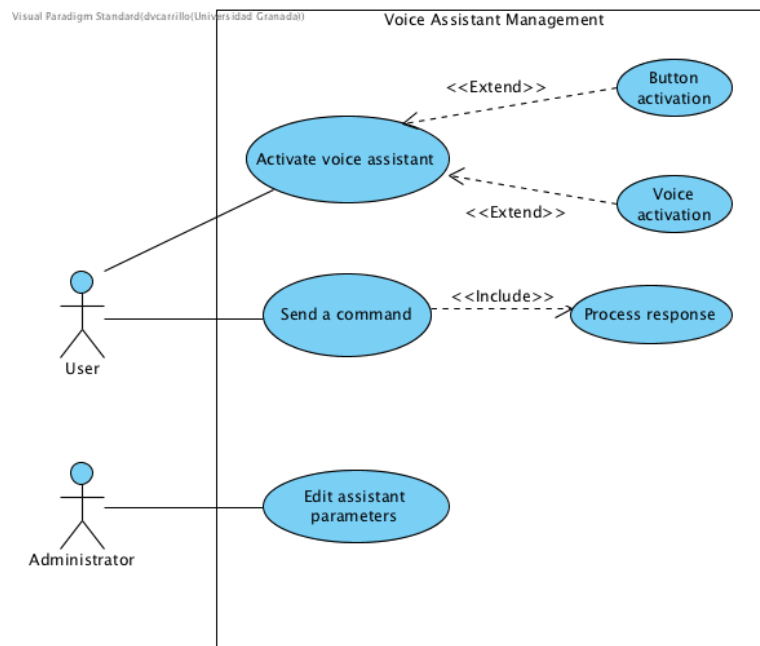 Visual Paradigm Standard(dvcarrillo(Universidad Granada))
Voice Assistant Management
<<Extend>>
Button
activation
Activate voice assistant
<<Extend>>
Voice
activation
Send a command
<<Include>>
Process response
User
Edit assistant
parameters
Administrator